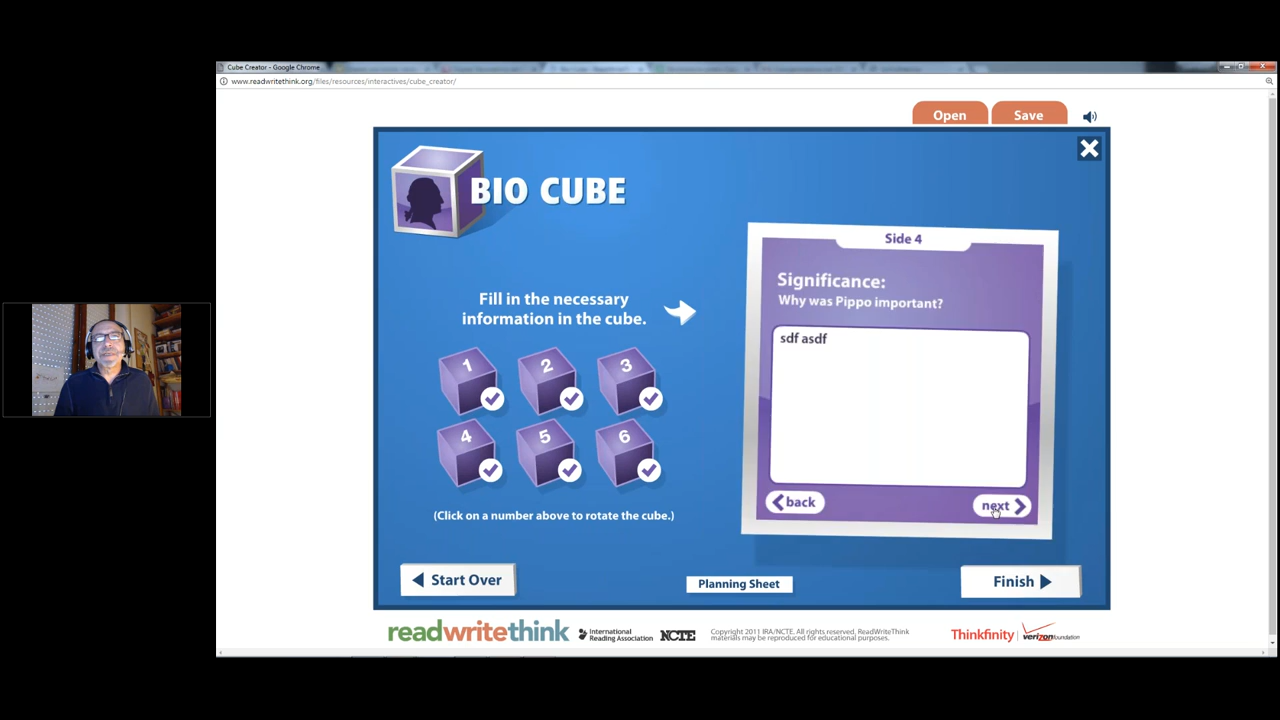 Cube Creator - Google Chrome
www.readwritethink.org/files/resources/interactives/cube_creator/
Open
Save
BIO CUBE
Side 4
Significance:
Why was Pippo important?
sdf asdf
Fill in the necessary
information in the cube.
1
2
3
4
5
6
(Click on a number above to rotate the cube.)
back
next
Start Over
Planning Sheet
Finish
readwritethink
International
Reading Association
NCTE
Copyright 2011 IRA/NCTE. All rights reserved, ReadWriteThink
materials may be reproduced for educational purposes.
Thinkfinity
verizonfoundation